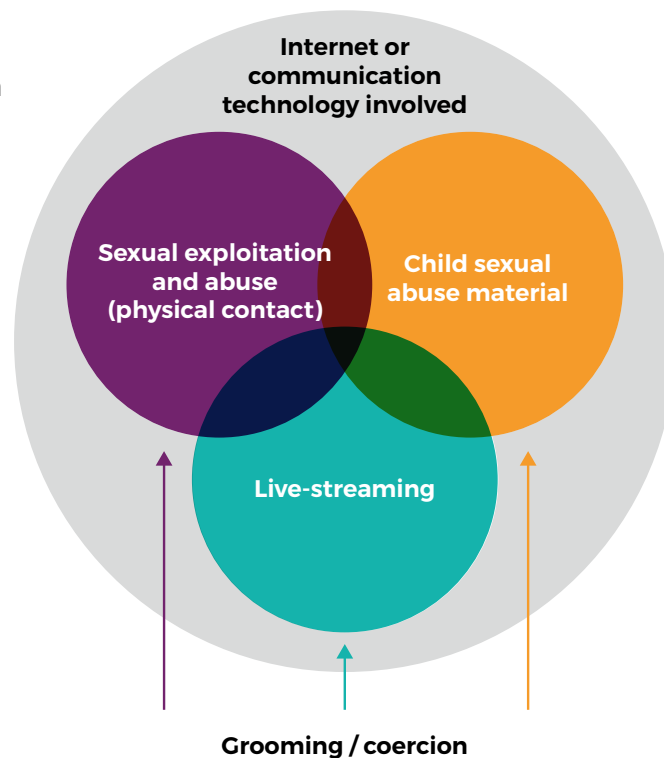 Internet or
communication
technology involved
Sexual exploitation
and abuse
(physical contact)
Child sexual
abuse material
Live-streaming
Grooming / coercion